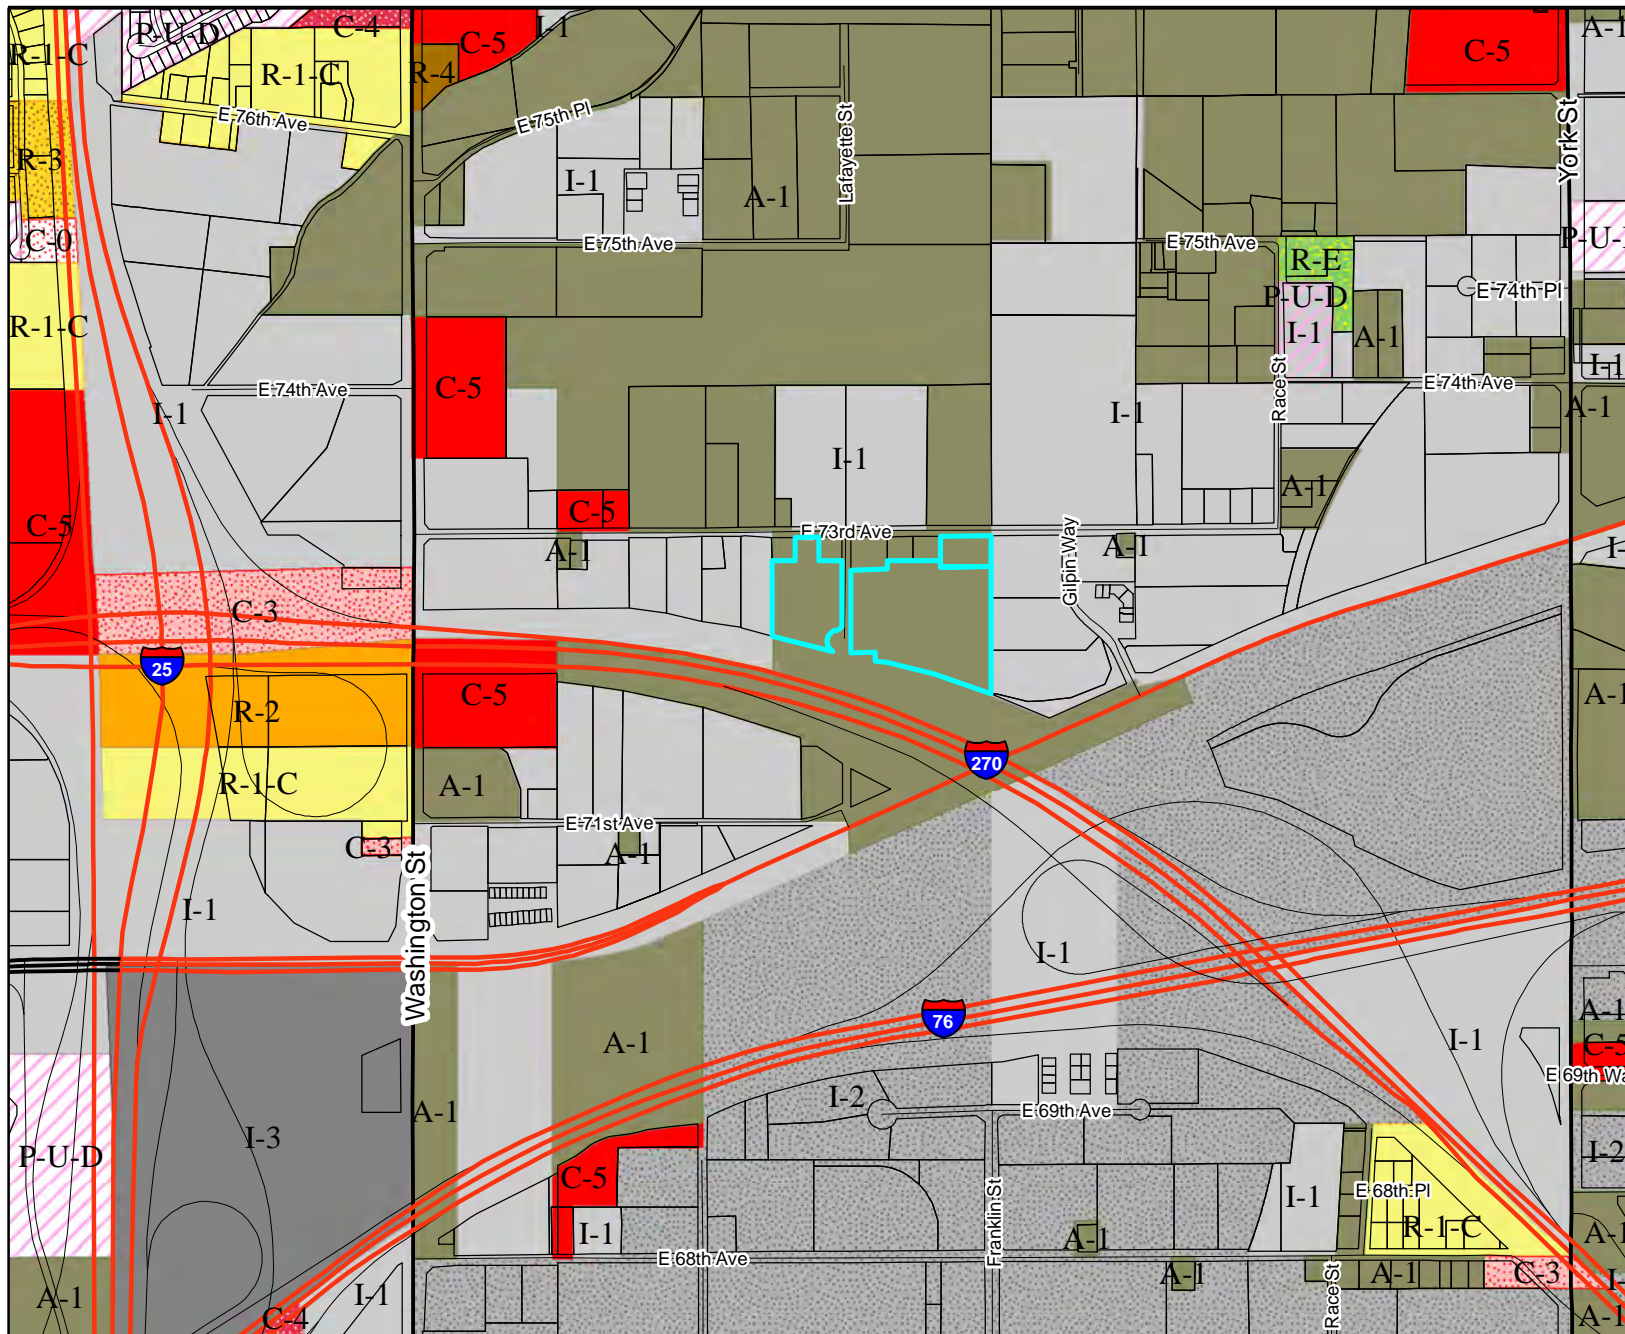 R-1-C
P-U-D
C-4
I-1
C-5
C-5
A-1
R-1-C
R-4
E 76th Ave
E 75th Pl
Lafayette St
York St
R-3
I-1
A-1
C-0
E 75th Ave
E 75th Ave
R-E
P-U-D
E 74th Pl
R-1-C
I-1
A-1
I-1
E 74th Ave
C-5
Race St
E 74th Ave
I-1
I-1
A-1
I-1
A-1
C-5
C-5
E 73rd Ave
A-1
Gilpin Way
A-1
C-3
25
R-2
C-5
A-1
270
R-1-C
A-1
E 71st Ave
C-3
A-1
Washington St
I-1
I-1
76
A-1
A-1
I-1
C-5
E 69th Wa
I-2
E 69th Ave
A-1
I-3
P-U-D
I-2
C-5
Franklin St
I-1
E 68th Pl
R-1-C
I-1
A-1
A-1
E 68th Ave
A-1
A-1
C-3
Race St
A-1
I-1
C-4
A-1